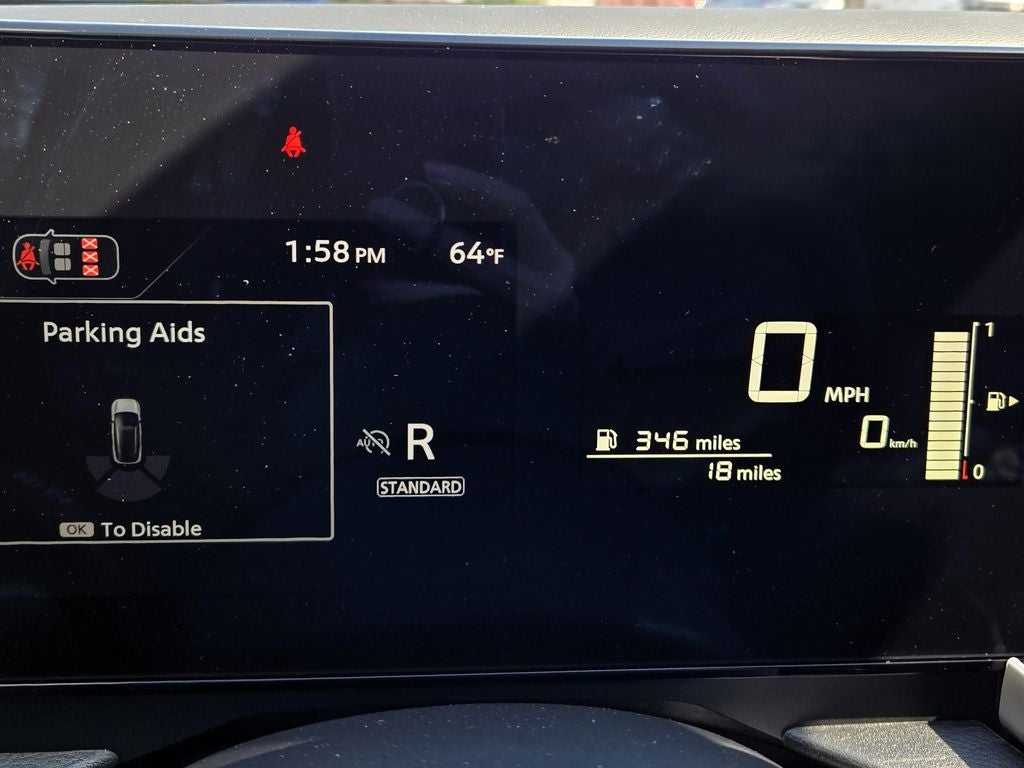 1:58 PM 64°F
Parking Aids
OK To Disable
AUTO R
STANDARD
0 MPH
0 km/h
346 miles
18 miles
1
0